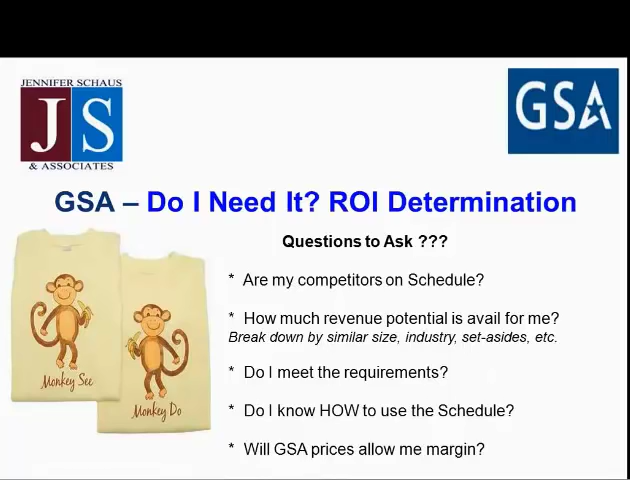 JENNIFER SCHAUS
JS
& ASSOCIATES
GSA
GSA – Do I Need It? ROI Determination
Questions to Ask ???
* Are my competitors on Schedule?
* How much revenue potential is avail for me?
Break down by similar size, industry, set-asides, etc.
* Do I meet the requirements?
* Do I know HOW to use the Schedule?
* Will GSA prices allow me margin?
Monkey See
Monkey Do